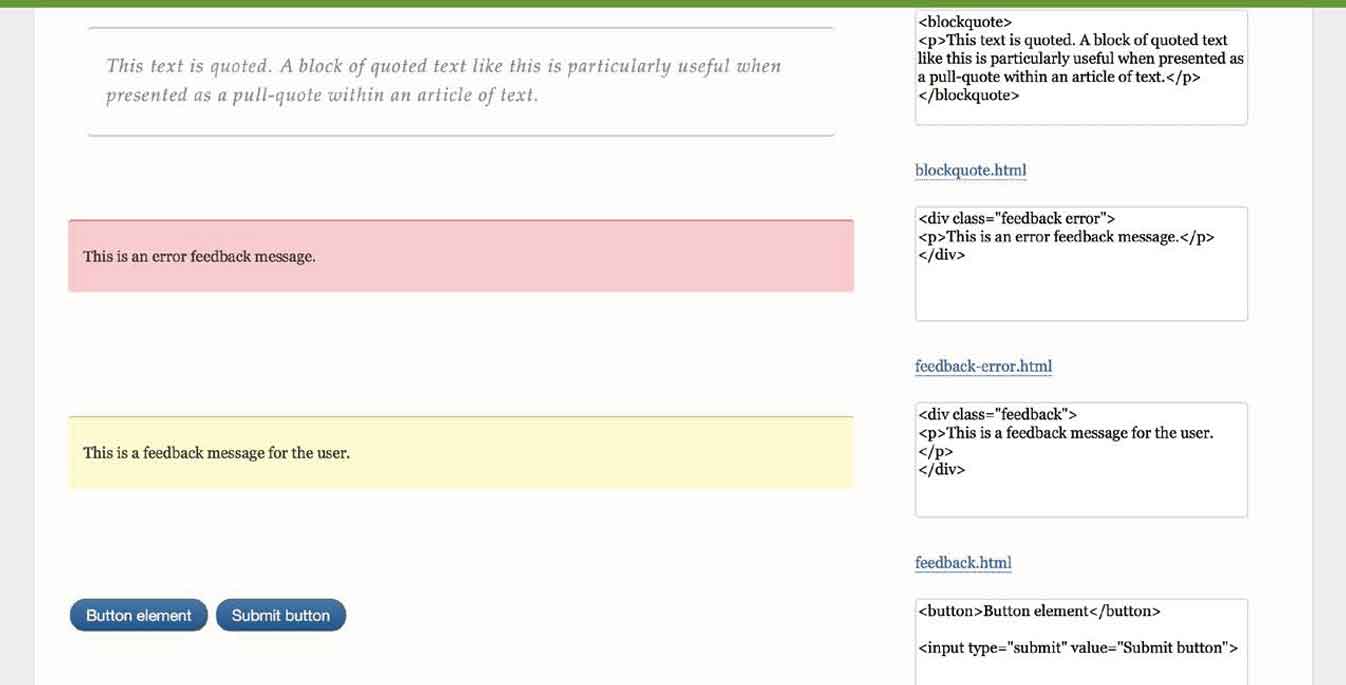 This text is quoted. A block of quoted text like this is particularly useful when
presented as a pull-quote within an article of text.
<blockquote>
<p>This text is quoted. A block of quoted text
like this is particularly useful when presented as
a pull-quote within an article of text.</p>
</blockquote>
blockquote.html
This is an error feedback message.
<div class="feedback error">
<p>This is an error feedback message.</p>
</div>
feedback-error.html
This is a feedback message for the user.
<div class="feedback">
<p>This is a feedback message for the user.
</p>
</div>
feedback.html
Button element
Submit button
<button>Button element</button>
<input type="submit" value="Submit button">